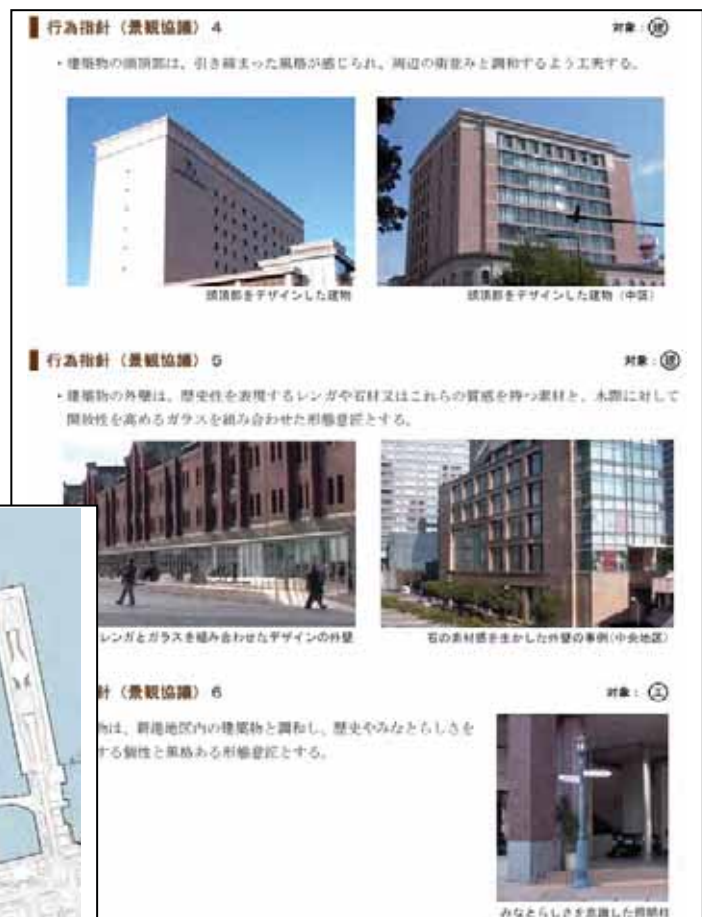 行為指針（景観協議）4
対象：建
・建築物の頭頂部は、引き締まった風格が感じられ、周辺の街並みと調和するよう工夫する。
頭頂部をデザインした建物
頭頂部をデザインした建物（中区）
行為指針（景観協議）5
対象：建
・建築物の外壁は、歴史性を表現するレンガや石材又はこれらの質感を持つ素材と、水際に対して
開放性を高めるガラスを組み合わせた形態意匠とする。
レンガとガラスを組み合わせたデザインの外壁
石の素材感を生かした外壁の事例（中央地区）
針（景観協議）6
対象：工
物は、新港地区内の建築物と調和し、歴史やみなとらしさを
する個性と風格ある形態意匠とする。
みなとらしさを意識した照明柱